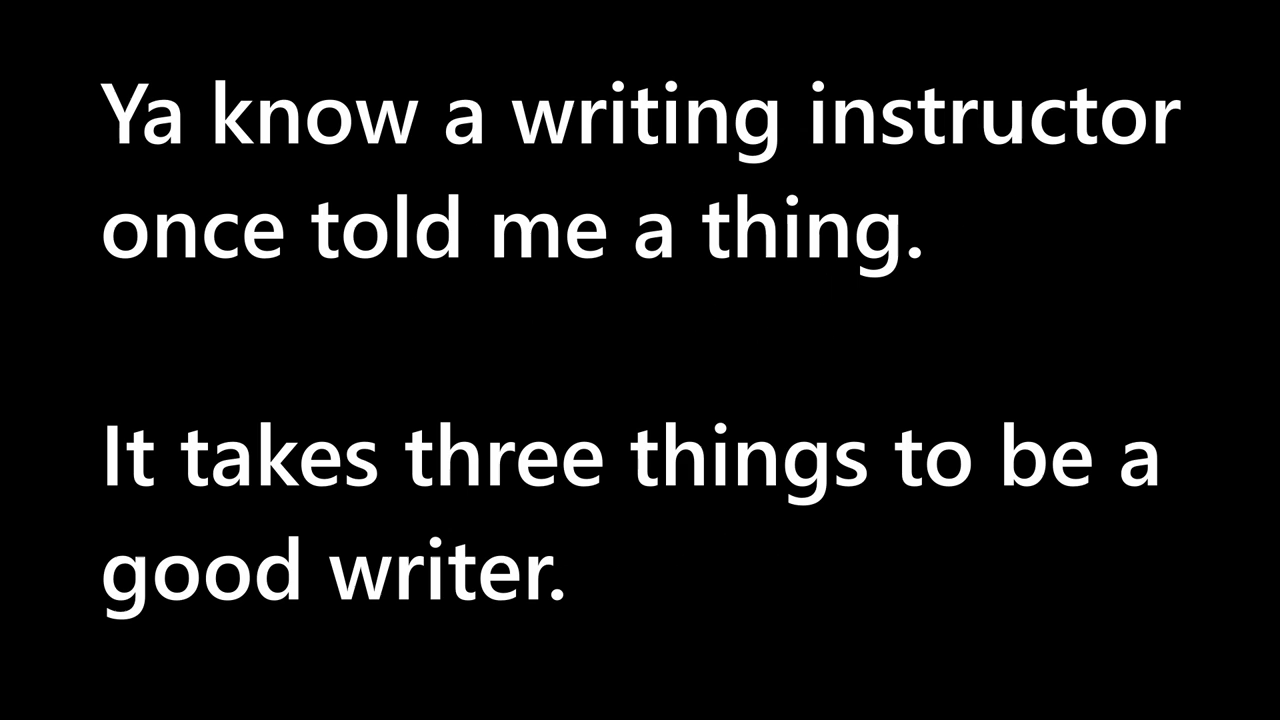 Ya know a writing instructor
once told me a thing.
It takes three things to be a
good writer.